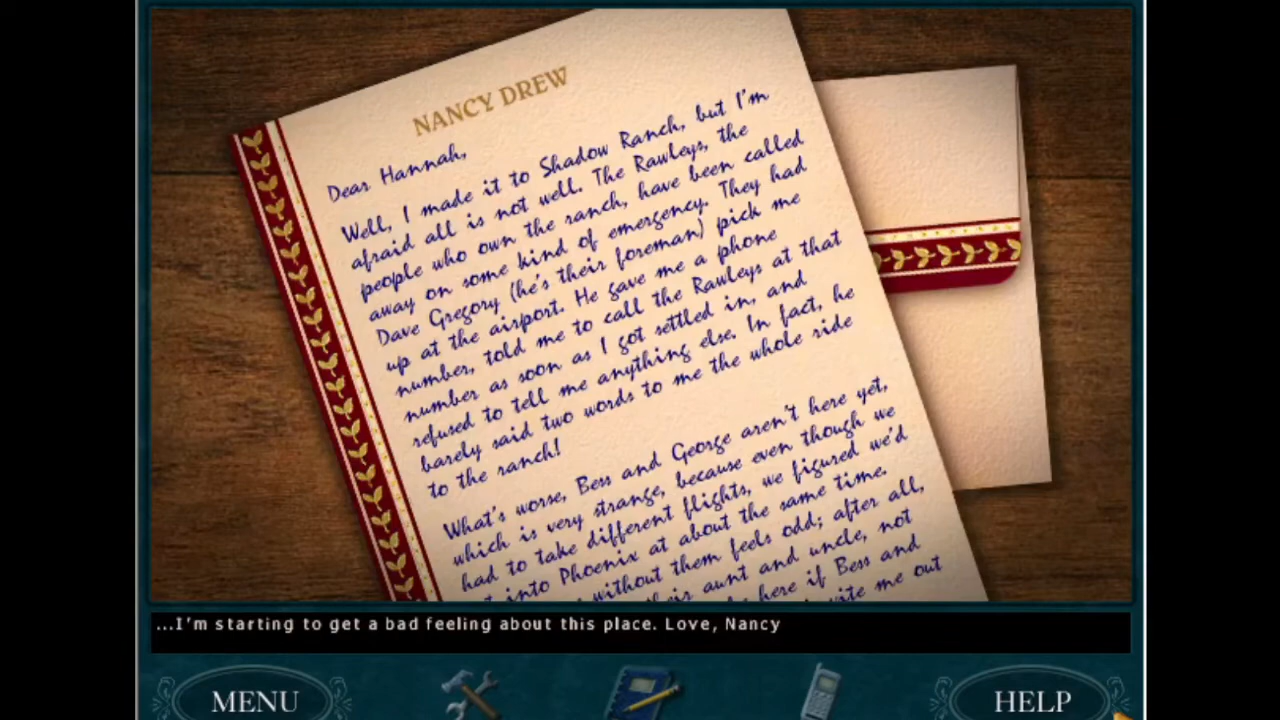 NANCY DREW
Dear Hannah,
Well, I made it to Shadow Ranch, but I'm
afraid all is not well. The Rawleys, the
people who own the ranch, have been called
away on some kind of emergency. They had
Dave Gregory (he's their foreman) pick me
up at the airport. He gave me a phone
number, told me to call the Rawleys at that
number as soon as I got settled in, and
refused to tell me anything else. In fact, he
barely said two words to me the whole ride
to the ranch!
What's worse, Bess and George aren't here yet,
which is very strange, because even though we
had to take different flights, we figured we'd
into Phoenix at about the same time.
without them feels odd; after all,
their aunt and uncle, not
here if Bess and
me out
...I'm starting to get a bad feeling about this place. Love, Nancy
MENU
HELP